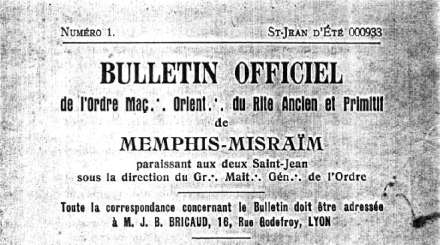 NUMÉRO 1. ST-JEAN D'ÉTÉ 000933
BULLETIN OFFICIEL
de l'Ordre Maç∴ Orient∴ du Rite Ancien et Primitif
de
MEMPHIS-MISRAÏM
paraissant aux deux Saint-Jean
sous la direction du Gr∴ Mait∴ Gén∴ de l'Ordre
Toute la correspondance concernant le Bulletin doit être adressée
à M. J. B. BRICAUD, 16, Rue Godefroy, LYON